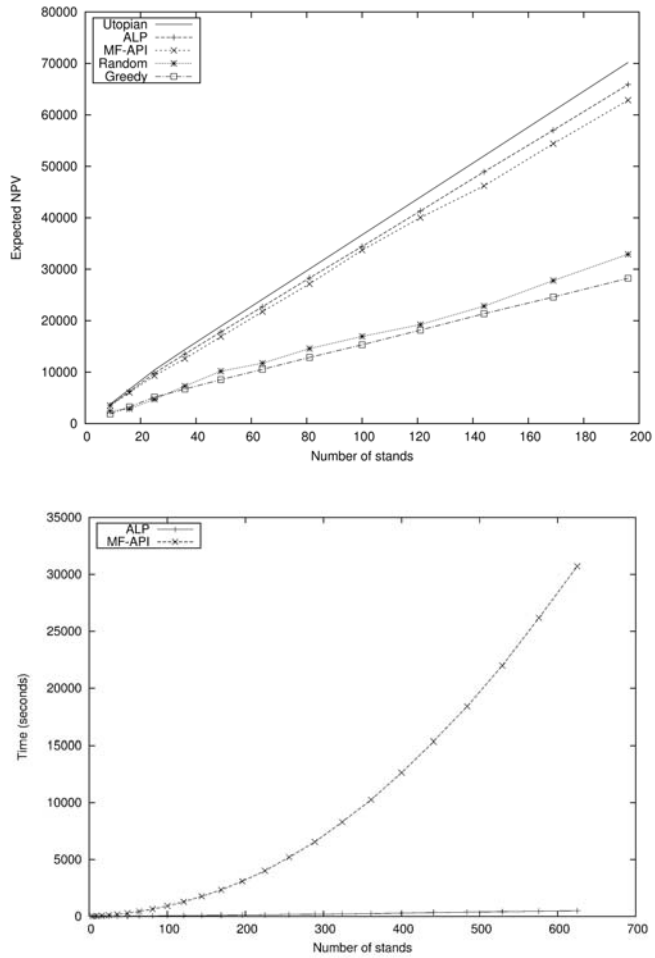 80000
70000
60000
50000
40000
30000
20000
10000
0
Expected NPV
Utopian
ALP
MF-API
Random
Greedy
0 20 40 60 80 100 120 140 160 180 200
Number of stands
35000
30000
25000
20000
15000
10000
5000
0
Time (seconds)
ALP
MF-API
0 100 200 300 400 500 600 700
Number of stands